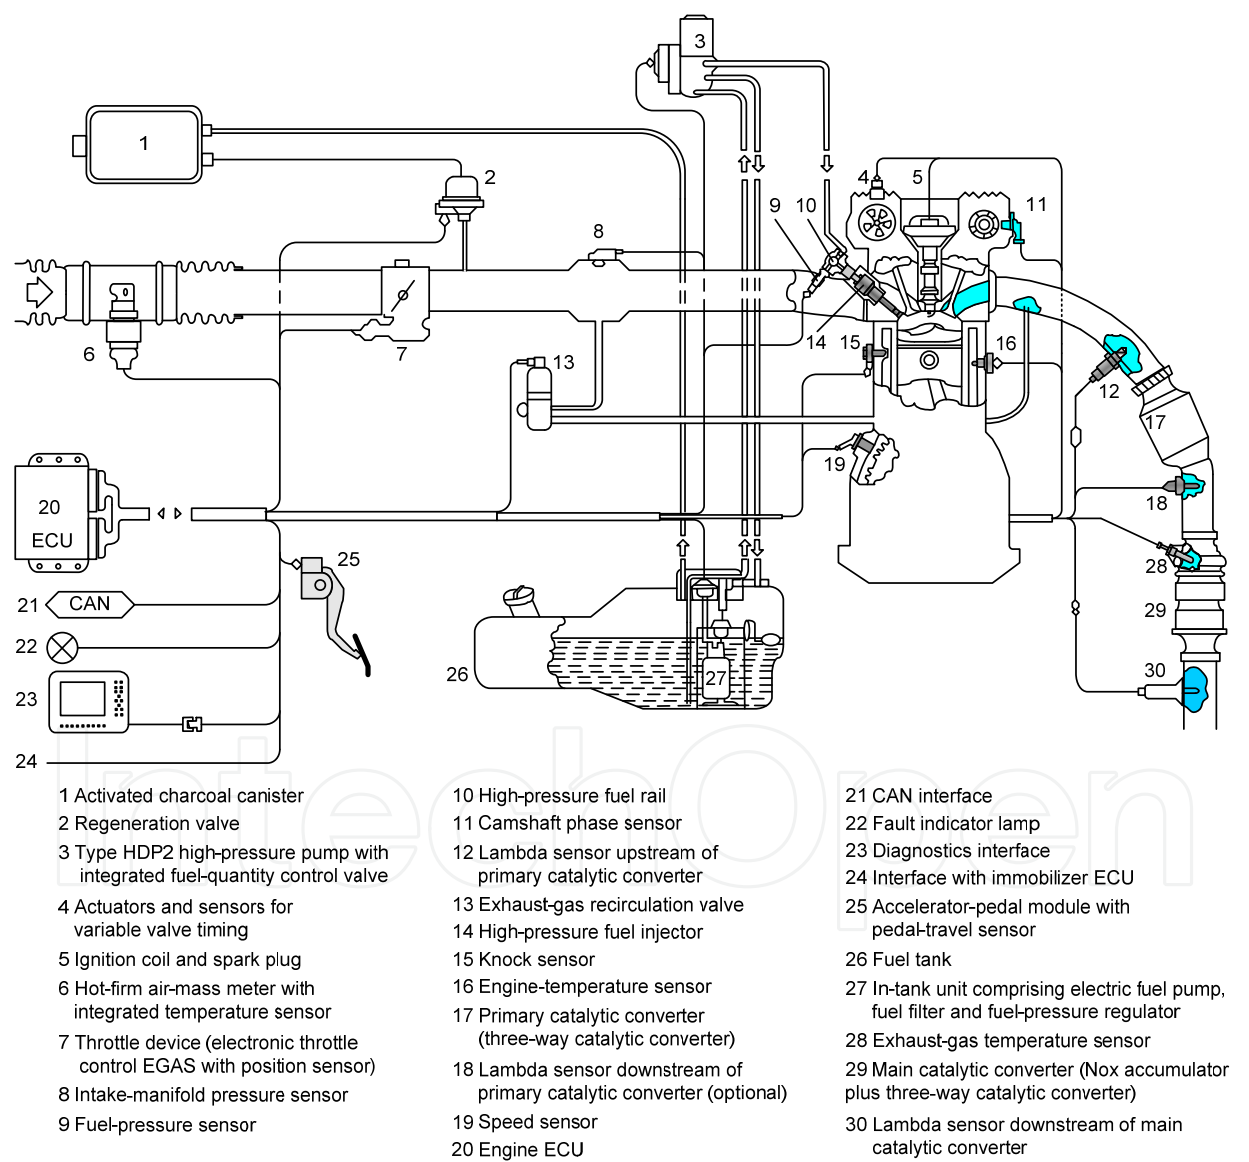 3
1
2
4
5
9
10
11
8
6
7
13
14
15
16
12
17
19
18
20
ECU
25
28
21
CAN
22
29
26
27
23
30
24
IntechOpen
1 Activated charcoal canister
2 Regeneration valve
3 Type HDP2 high-pressure pump with
integrated fuel-quantity control valve
4 Actuators and sensors for
variable valve timing
5 Ignition coil and spark plug
6 Hot-firm air-mass meter with
integrated temperature sensor
7 Throttle device (electronic throttle
control EGAS with position sensor)
8 Intake-manifold pressure sensor
9 Fuel-pressure sensor
10 High-pressure fuel rail
11 Camshaft phase sensor
12 Lambda sensor upstream of
primary catalytic converter
13 Exhaust-gas recirculation valve
14 High-pressure fuel injector
15 Knock sensor
16 Engine-temperature sensor
17 Primary catalytic converter
(three-way catalytic converter)
18 Lambda sensor downstream of
primary catalytic converter (optional)
19 Speed sensor
20 Engine ECU
21 CAN interface
22 Fault indicator lamp
23 Diagnostics interface
24 Interface with immobilizer ECU
25 Accelerator-pedal module with
pedal-travel sensor
26 Fuel tank
27 In-tank unit comprising electric fuel pump,
fuel filter and fuel-pressure regulator
28 Exhaust-gas temperature sensor
29 Main catalytic converter (Nox accumulator
plus three-way catalytic converter)
30 Lambda sensor downstream of main
catalytic converter